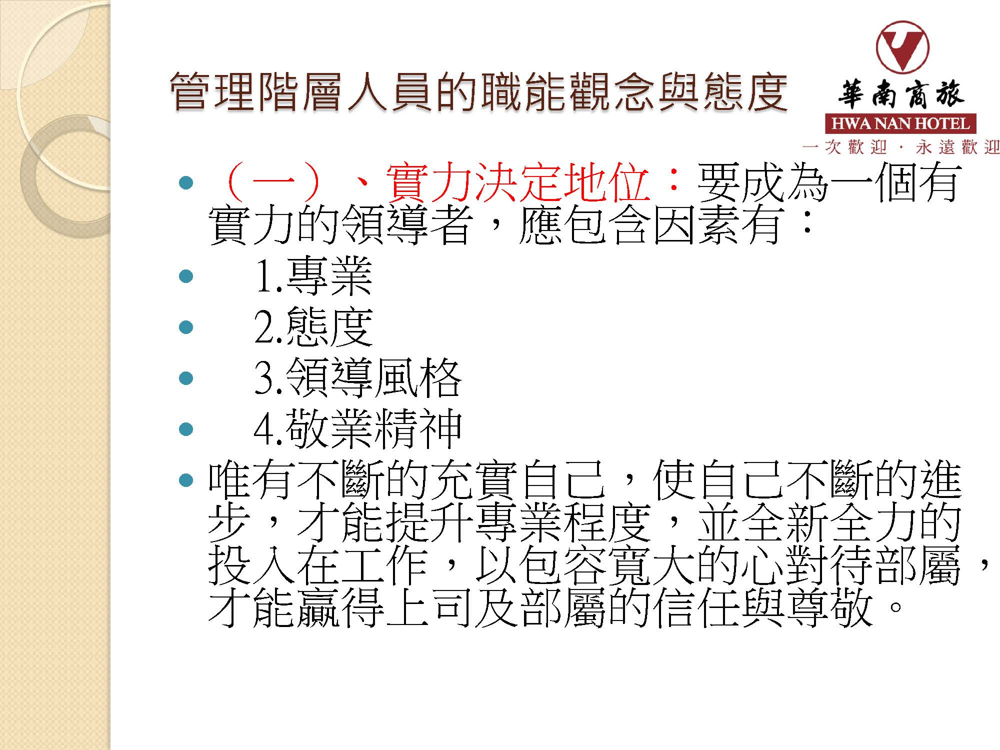 管理階層人員的職能觀念與態度
華南商旅
HWA NAN HOTEL
一次歡迎．永遠歡迎
• （一）、實力決定地位：要成為一個有
實力的領導者，應包含因素有：
• 1.專業
• 2.態度
• 3.領導風格
• 4.敬業精神
• 唯有不斷的充實自己，使自己不斷的進
步，才能提升專業程度，並全新全力的
投入在工作，以包容寬大的心對待部屬，
才能贏得上司及部屬的信任與尊敬。